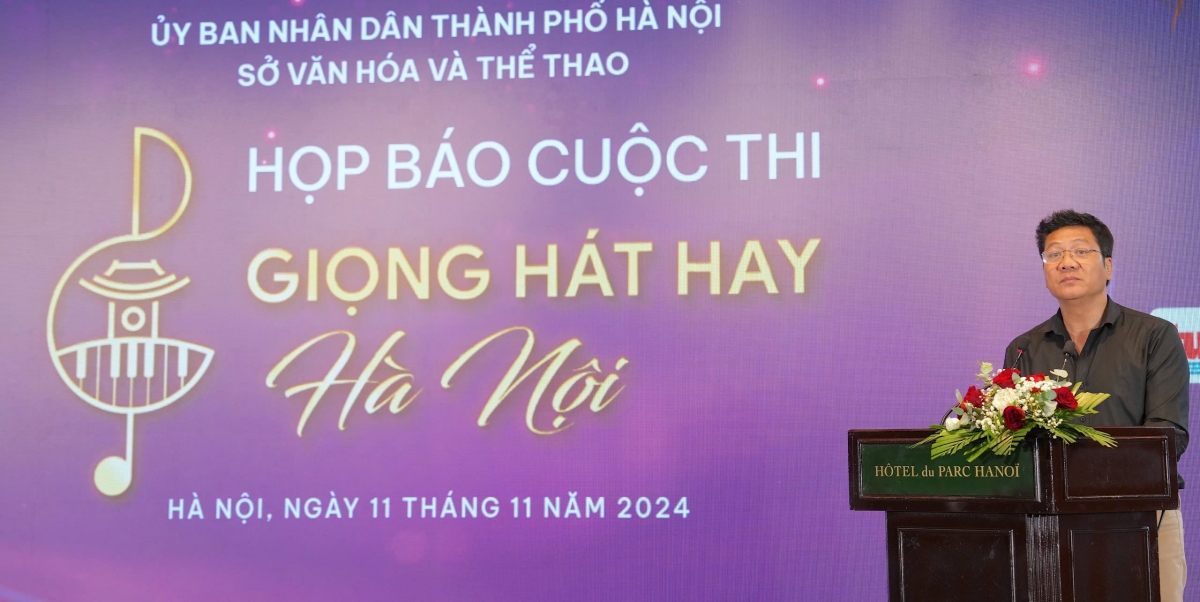 ỦY BAN NHÂN DÂN THÀNH PHỐ HÀ NỘI
SỞ VĂN HÓA VÀ THỂ THAO
HỌP BÁO CUỘC THI
GIỌNG HÁT HAY
Hà Nội
HÀ NỘI, NGÀY 11 THÁNG 11 NĂM 2024
HÔTEL du PARC HANOÏ